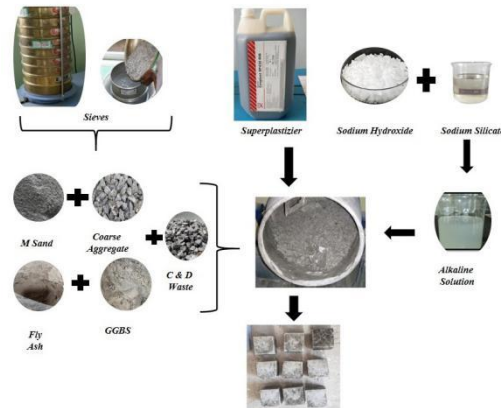 Sieves
Superplastizier
Sodium Hydroxide
Sodium Silicate
M Sand
Coarse
Aggregate
C & D
Waste
Alkaline
Solution
Fly
Ash
GGBS